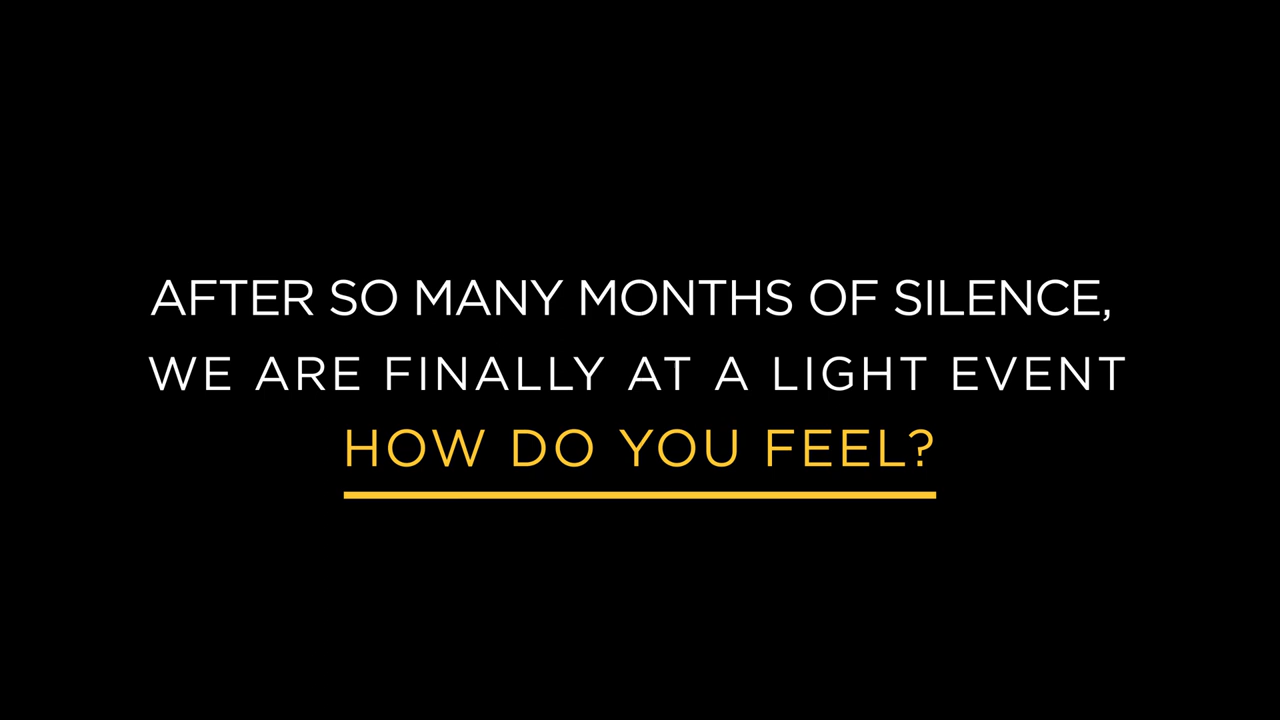 AFTER SO MANY MONTHS OF SILENCE,
WE ARE FINALLY AT A LIGHT EVENT
HOW DO YOU FEEL?